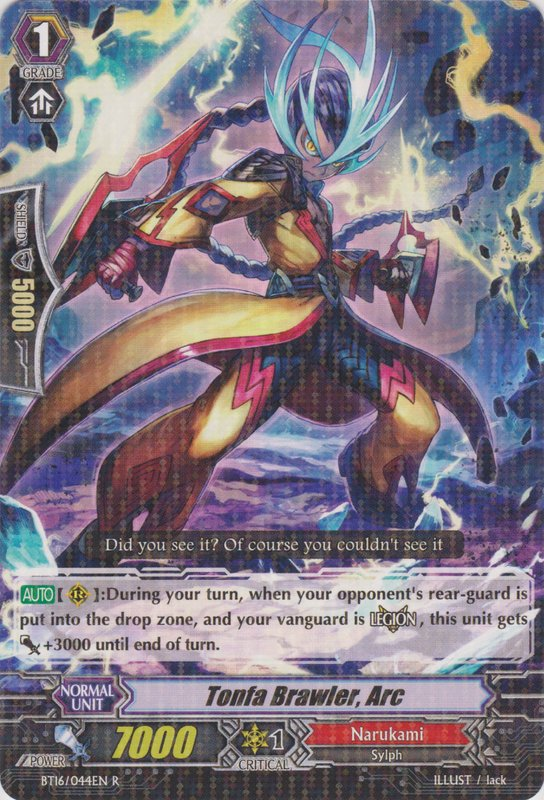 1
GRADE
SHIELD
5000
Did you see it? Of course you couldn't see it
AUTO【 R 】:During your turn, when your opponent's rear-guard is
put into the drop zone, and your vanguard is LEGION, this unit gets
+3000 until end of turn.
NORMAL
UNIT
Tonfa Brawler, Arc
POWER
7000
1
CRITICAL
Narukami
Sylph
BT16/044EN R
ILLUST / lack